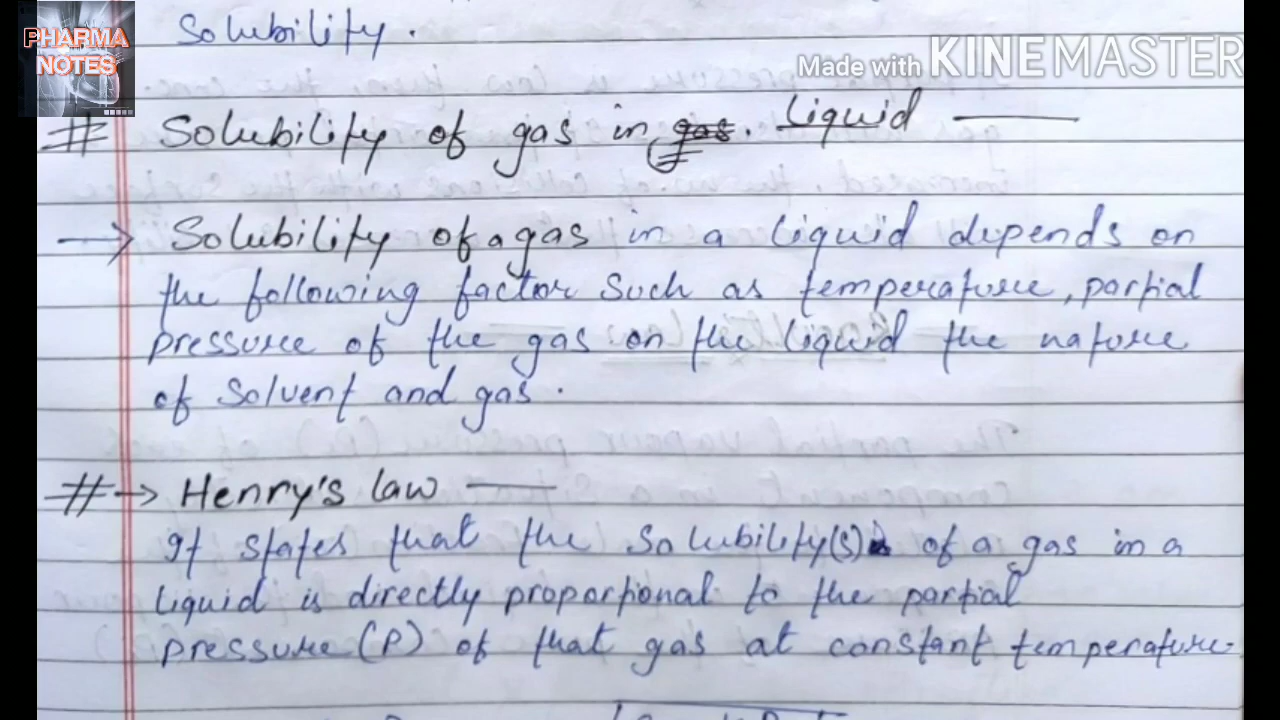 PHARMA
NOTES
Made with KINEMASTER
Solubility.
# Solubility of gas in gas. Liquid —
→ Solubility of a gas in a liquid depends on
the following factor such as temperature, partial
pressure of the gas on the liquid the nature
of solvent and gas.
# → Henry's law —
It states that the solubility(s) of a gas in a
liquid is directly proportional to the partial
pressure (P) of that gas at constant temperature.